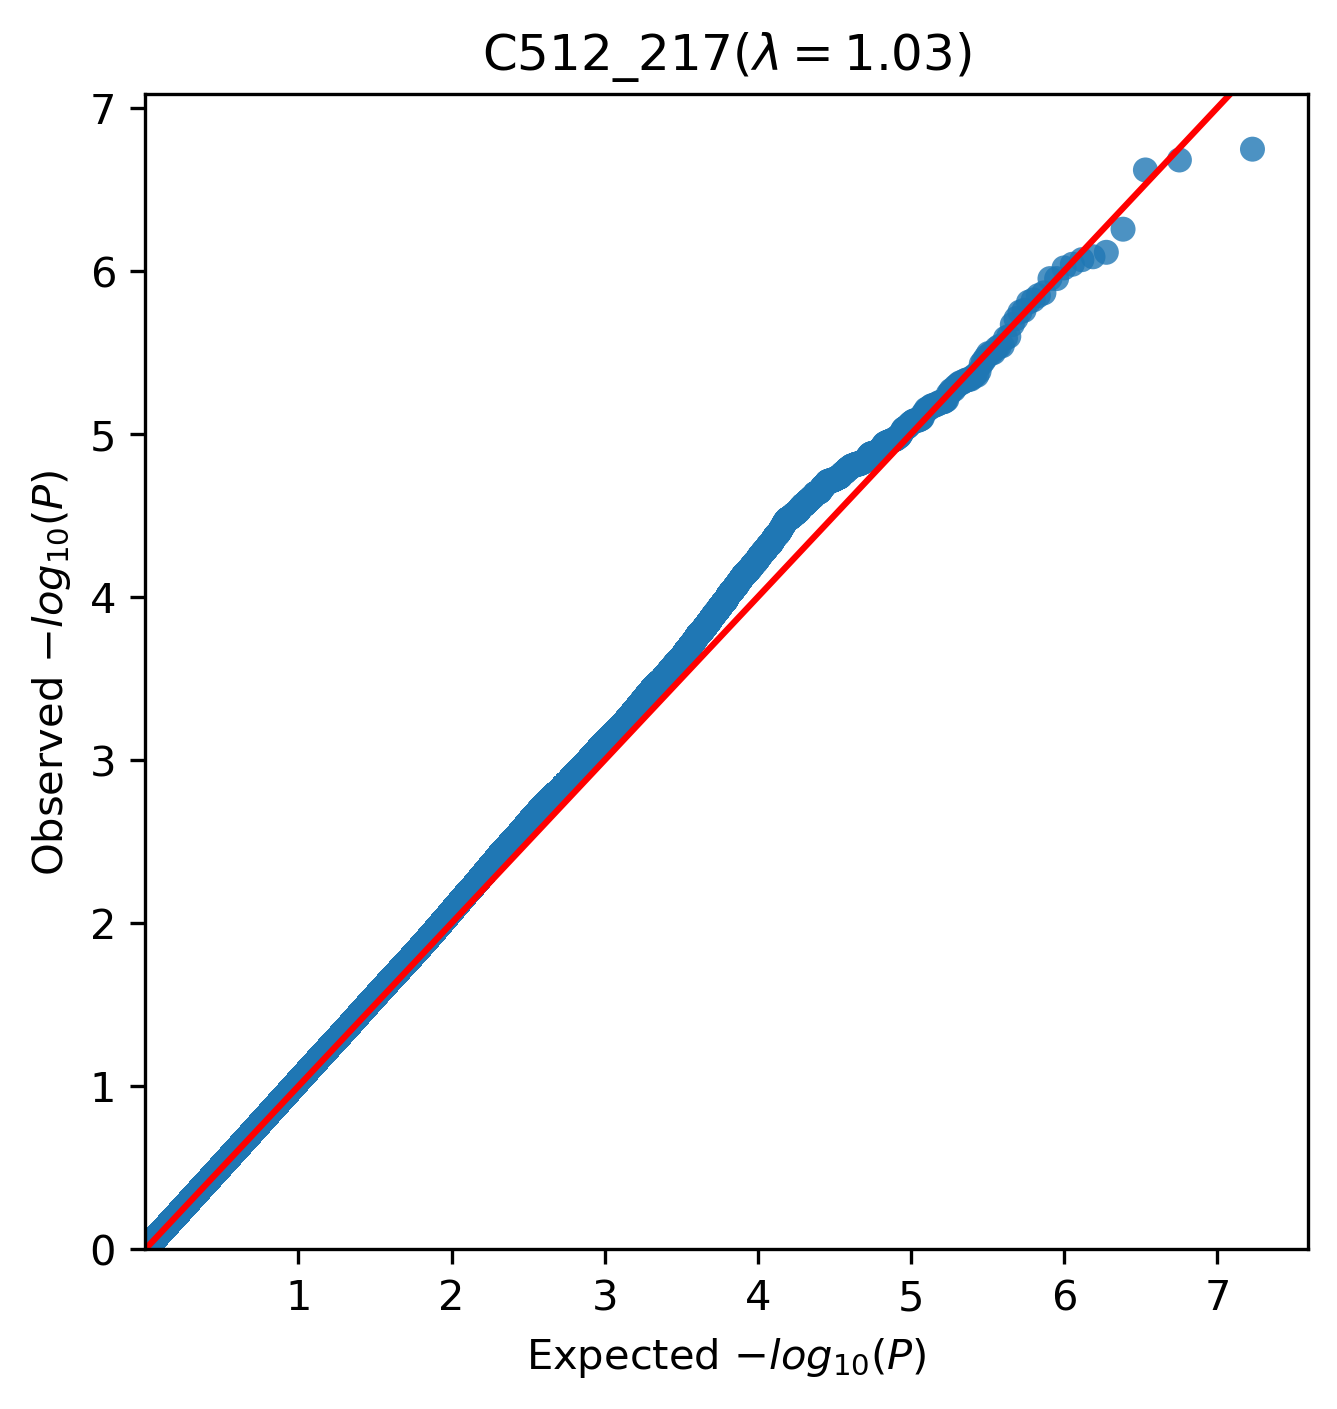 C512_217(λ = 1.03)
7
6
5
4
3
2
1
0
Observed −log₁₀(P)
1 2 3 4 5 6 7
Expected −log₁₀(P)